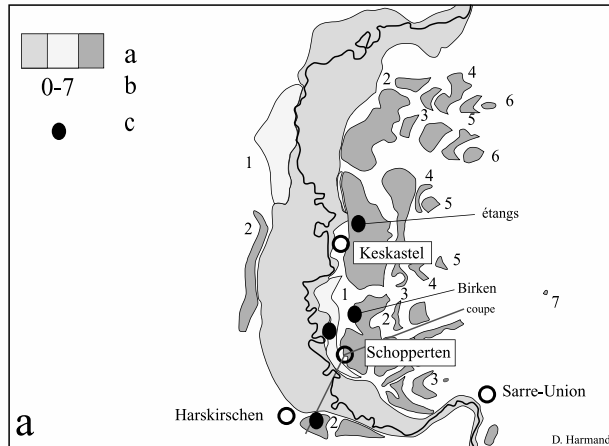 a
b
0-7
c
2
4
3
6
5
6
1
4
5
2
étangs
Keskastel
5
4
1
3
Birken
2
7
coupe
Schopperten
3
Sarre-Union
Harskirschen
2
a
D. Harmand